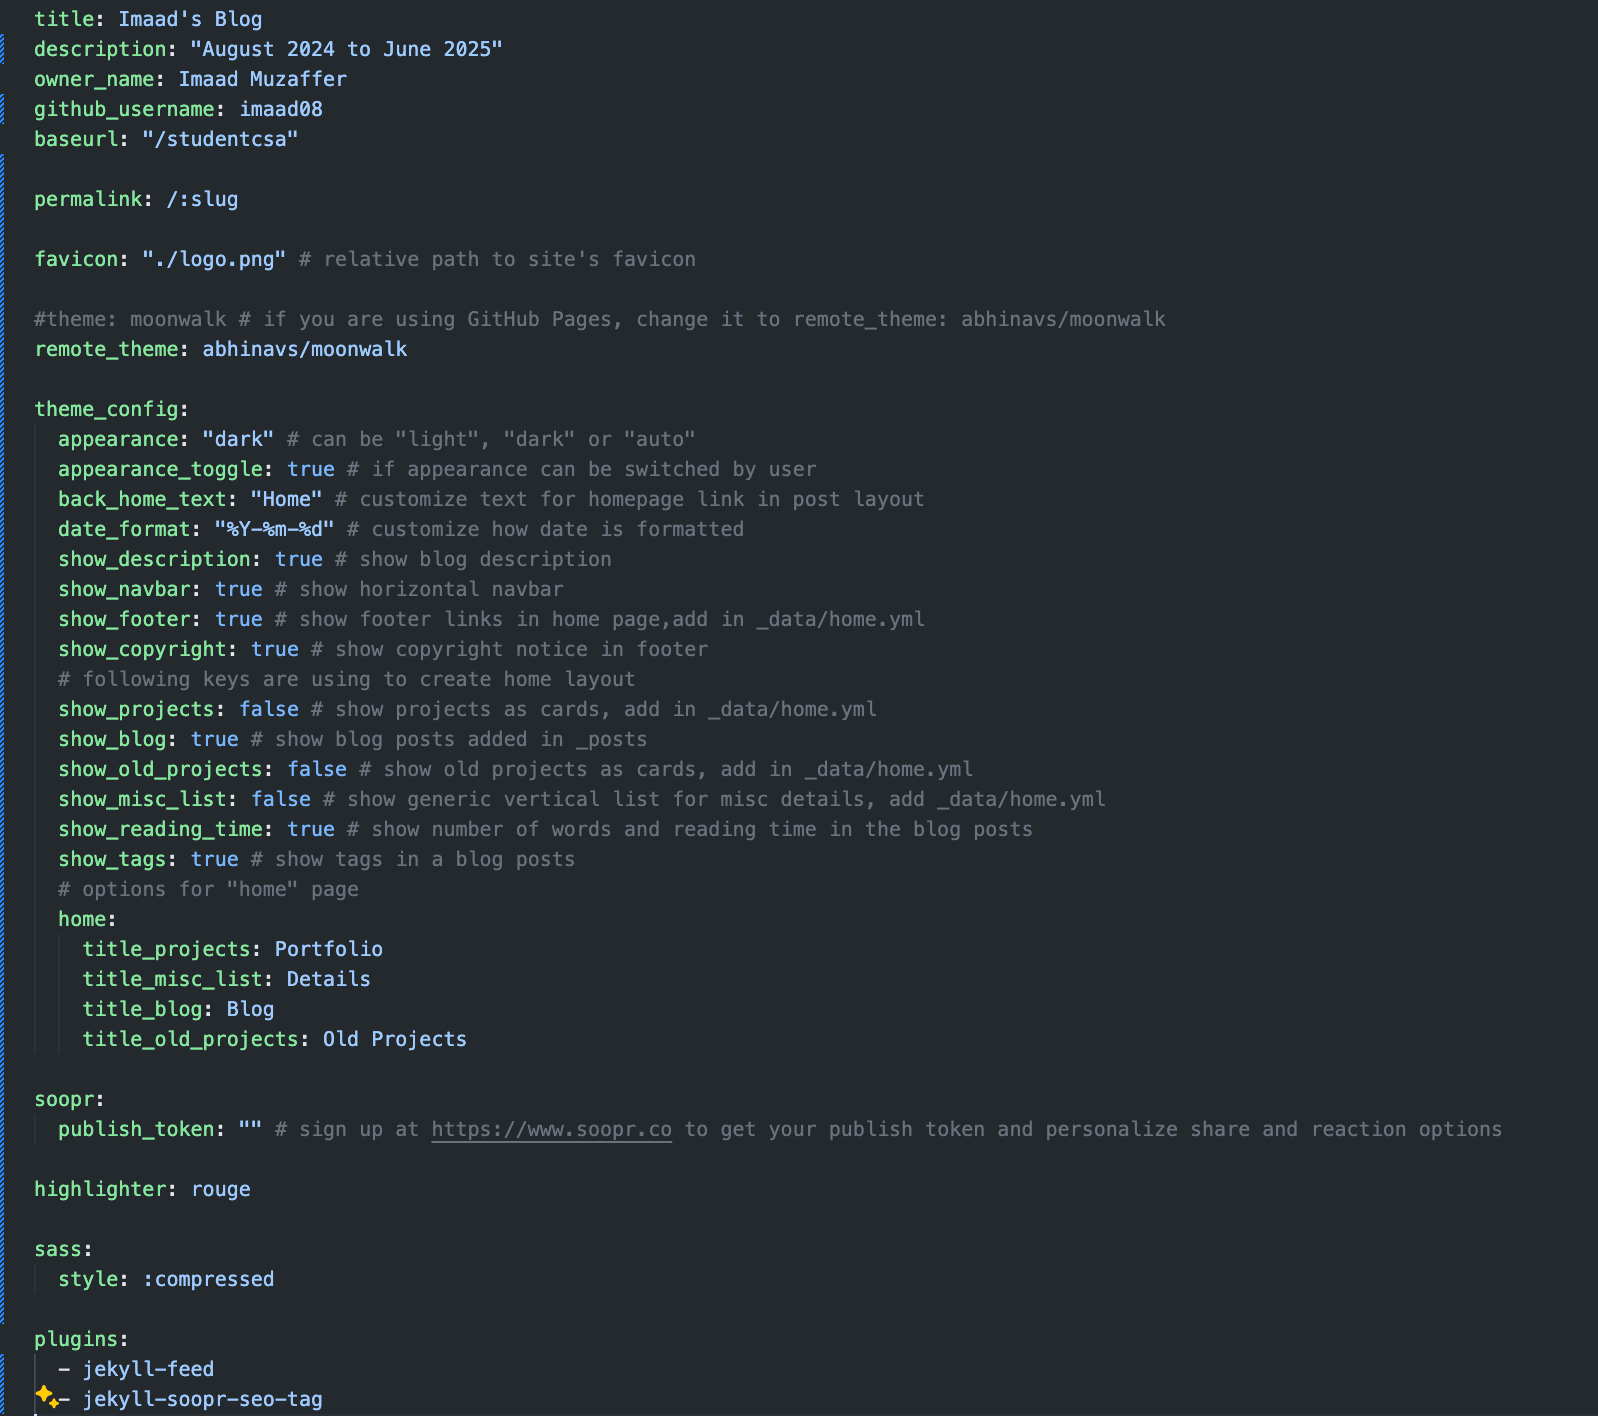 title: Imaad's Blog
description: "August 2024 to June 2025"
owner_name: Imaad Muzaffer
github_username: imaad08
baseurl: "/studentcsa"
permalink: /:slug
favicon: "./logo.png" # relative path to site's favicon
#theme: moonwalk # if you are using GitHub Pages, change it to remote_theme: abhinavs/moonwalk
remote_theme: abhinavs/moonwalk
theme_config:
  appearance: "dark" # can be "light", "dark" or "auto"
  appearance_toggle: true # if appearance can be switched by user
  back_home_text: "Home" # customize text for homepage link in post layout
  date_format: "%Y-%m-%d" # customize how date is formatted
  show_description: true # show blog description
  show_navbar: true # show horizontal navbar
  show_footer: true # show footer links in home page,add in _data/home.yml
  show_copyright: true # show copyright notice in footer
  # following keys are using to create home layout
  show_projects: false # show projects as cards, add in _data/home.yml
  show_blog: true # show blog posts added in _posts
  show_old_projects: false # show old projects as cards, add in _data/home.yml
  show_misc_list: false # show generic vertical list for misc details, add _data/home.yml
  show_reading_time: true # show number of words and reading time in the blog posts
  show_tags: true # show tags in a blog posts
  # options for "home" page
  home:
    title_projects: Portfolio
    title_misc_list: Details
    title_blog: Blog
    title_old_projects: Old Projects
soopr:
  publish_token: "" # sign up at https://www.soopr.co to get your publish token and personalize share and reaction options
highlighter: rouge
sass:
  style: :compressed
plugins:
  - jekyll-feed
  - jekyll-soopr-seo-tag